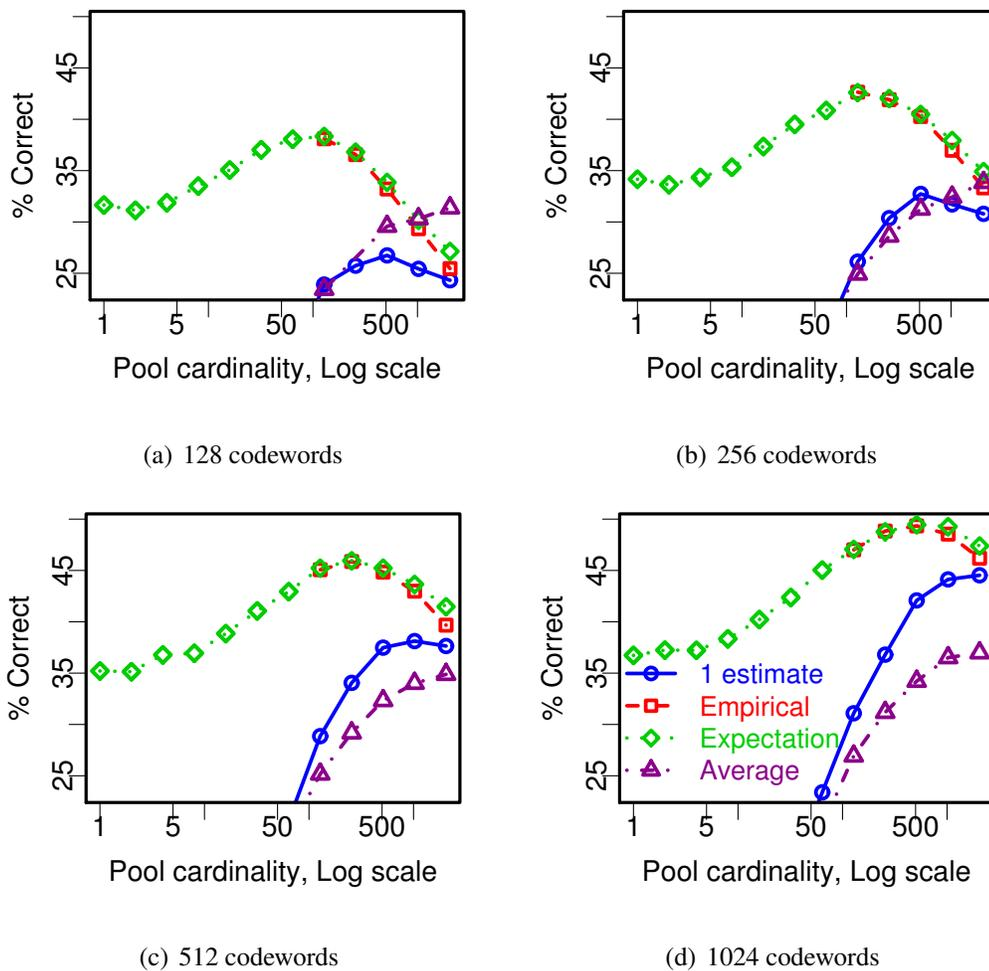 45
35
25
% Correct
1 5 50 500
Pool cardinality, Log scale
(a) 128 codewords
45
35
25
% Correct
1 5 50 500
Pool cardinality, Log scale
(b) 256 codewords
45
35
25
% Correct
1 5 50 500
Pool cardinality, Log scale
(c) 512 codewords
45
35
25
% Correct
1 estimate
Empirical
Expectation
Average
1 5 50 500
Pool cardinality, Log scale
(d) 1024 codewords